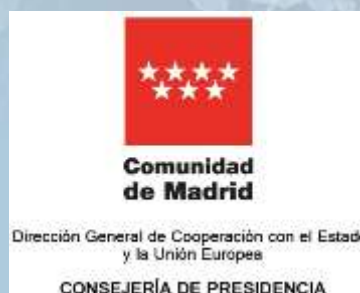 Comunidad
de Madrid
Dirección General de Cooperación con el Estado
y la Unión Europea
CONSEJERÍA DE PRESIDENCIA